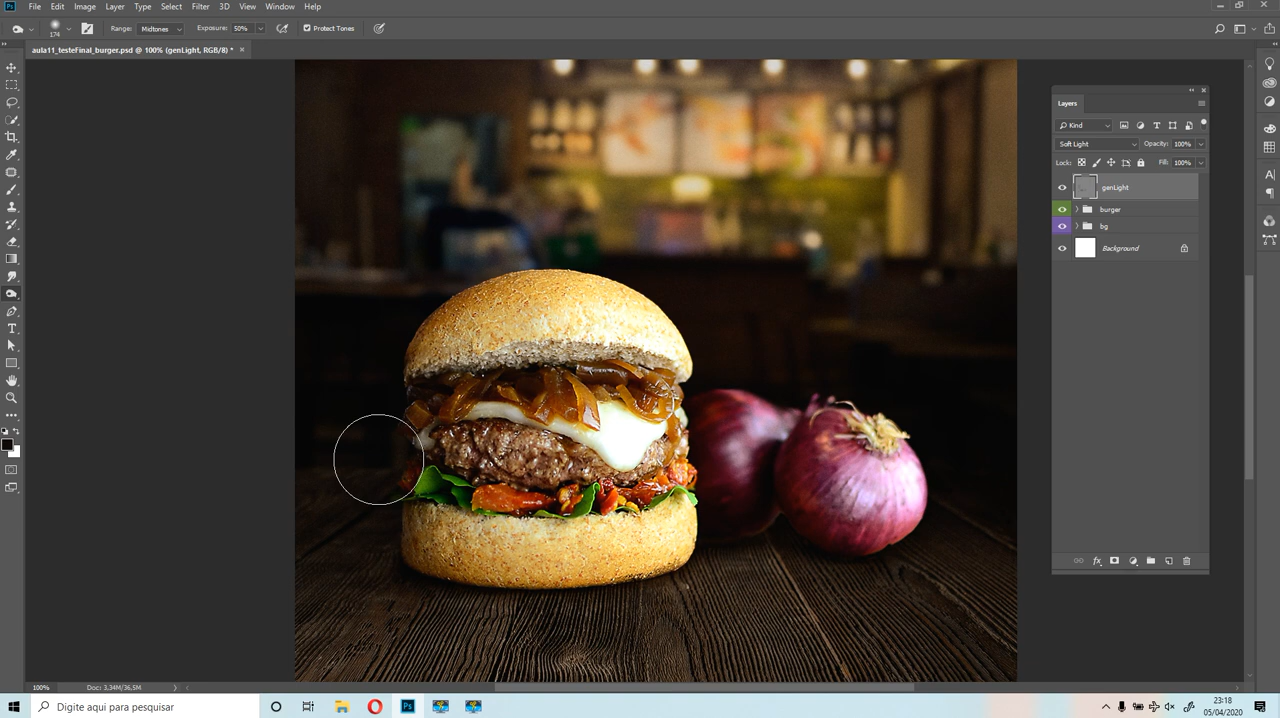 Ps File Edit Image Layer Type Select Filter 3D View Window Help
174 Range: Midtones Exposure: 50% Protect Tones
aula11_testeFinal_burger.psd @ 100% (genLight, RGB/8) * ×
Layers
Kind
Soft Light Opacity: 100%
Lock: Fill: 100%
genLight
burger
bg
Background
100% Doc: 3,34M/36,5M
Digite aqui para pesquisar
Ps
23:18
05/04/2020